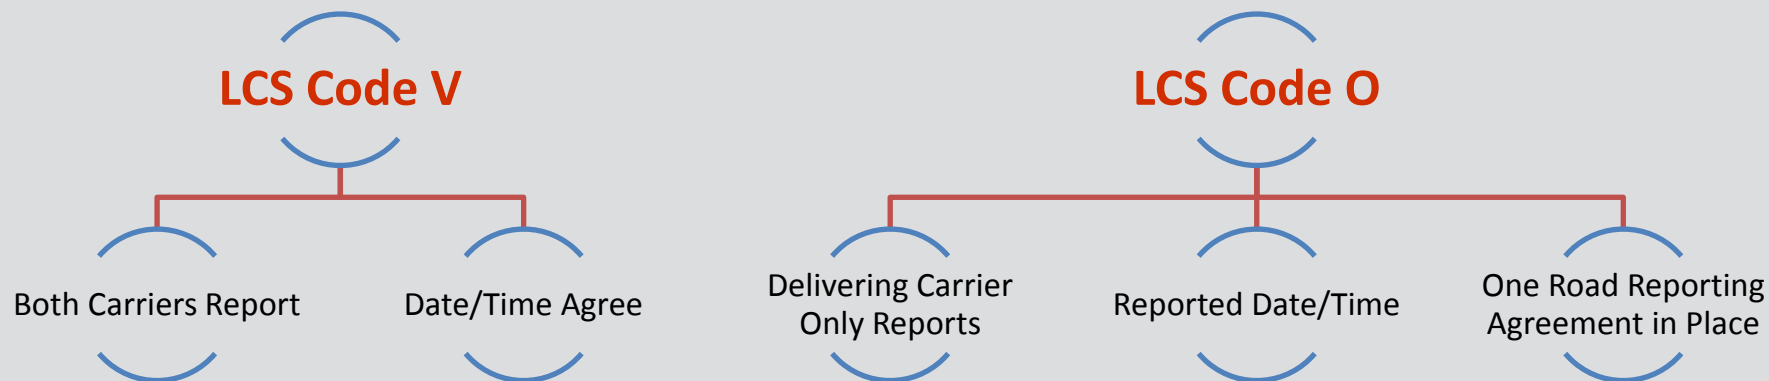 LCS Code V
LCS Code O
Both Carriers Report
Date/Time Agree
Delivering Carrier
Only Reports
Reported Date/Time
One Road Reporting
Agreement in Place